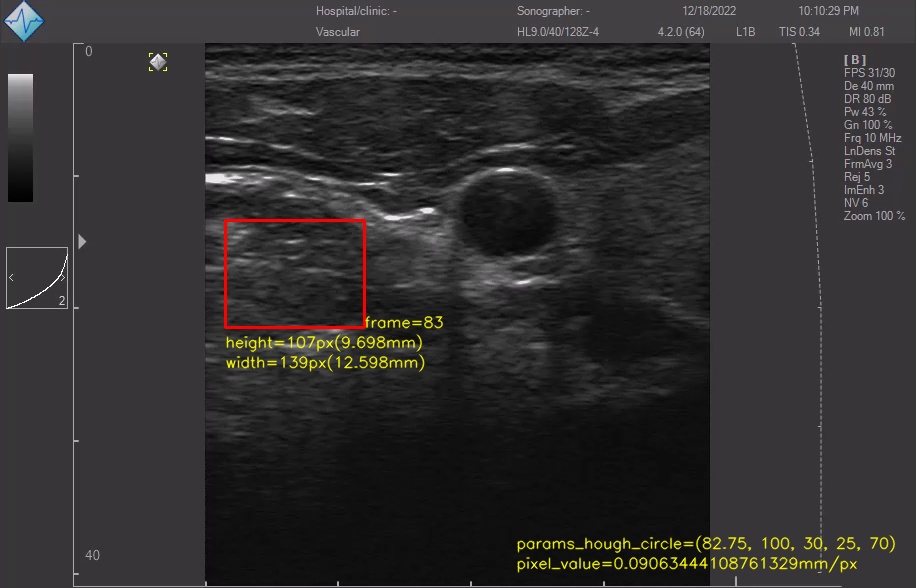 Hospital/clinic: - Sonographer: - 12/18/2022 10:10:29 PM
Vascular HL9.0/40/128Z-4 4.2.0 (64) L1B TIS 0.34 MI 0.81
0
[ B ]
FPS 31/30
De 40 mm
DR 80 dB
Pw 43 %
Gn 100 %
Frq 10 MHz
LnDens St
FrmAvg 3
Rej 5
ImEnh 3
NV 6
Zoom 100 %
2
frame=83
height=107px(9.698mm)
width=139px(12.598mm)
params_hough_circle=(82.75, 100, 30, 25, 70)
40
pixel_value=0.09063444108761329mm/px